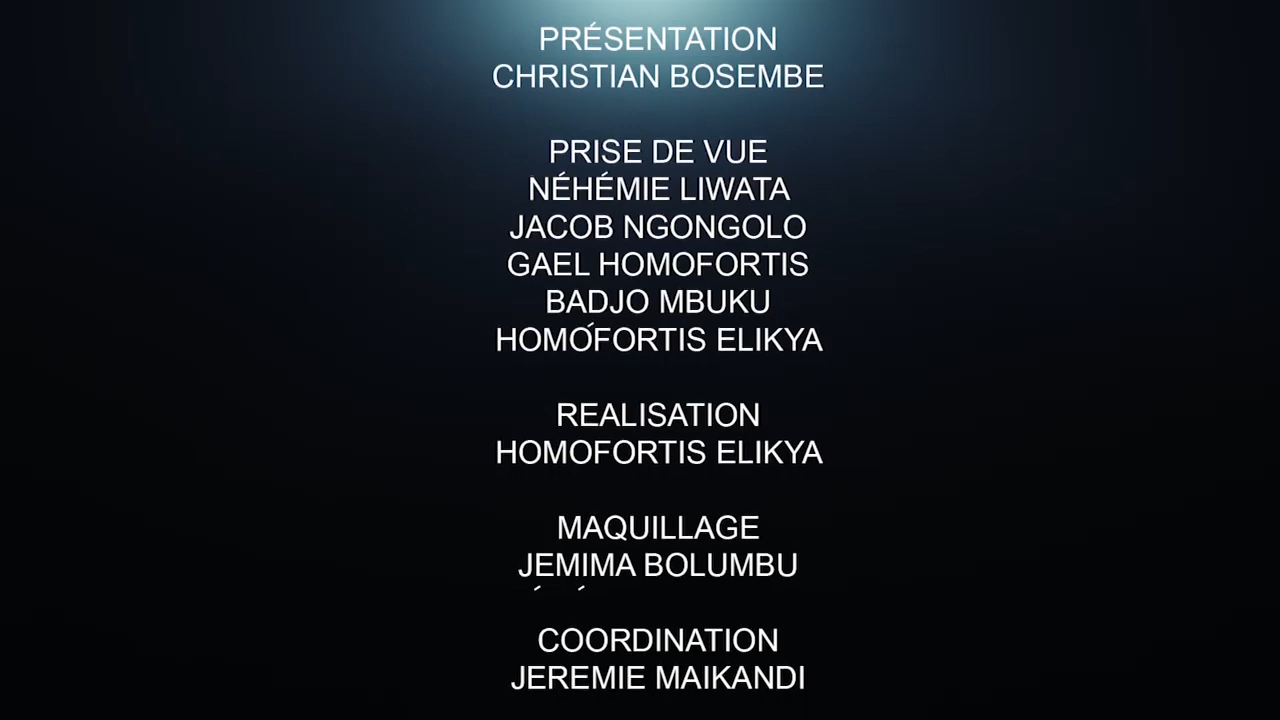 PRÉSENTATION
CHRISTIAN BOSEMBE
PRISE DE VUE
NÉHÉMIE LIWATA
JACOB NGONGOLO
GAEL HOMOFORTIS
BADJO MBUKU
HOMOFORTIS ELIKYA
REALISATION
HOMOFORTIS ELIKYA
MAQUILLAGE
JEMIMA BOLUMBU
COORDINATION
JEREMIE MAIKANDI